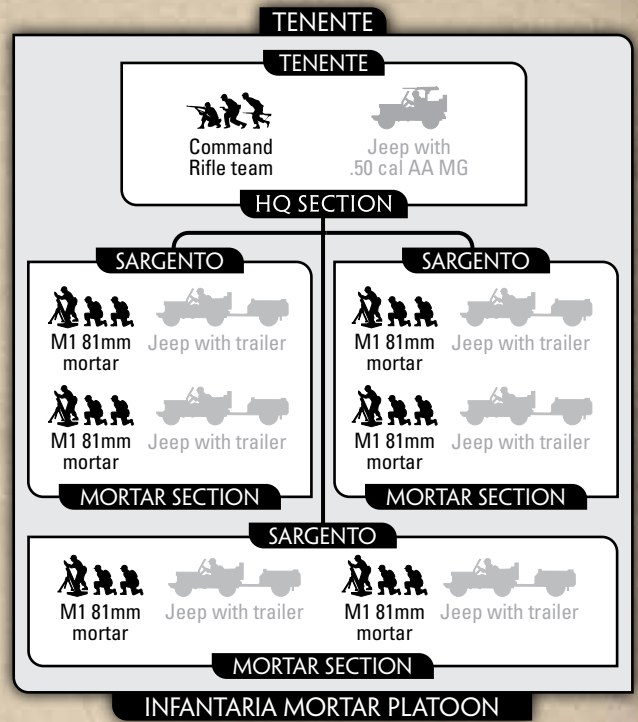 TENENTE
TENENTE
Command
Rifle team
Jeep with
.50 cal AA MG
HQ SECTION
SARGENTO
M1 81mm
mortar
Jeep with trailer
M1 81mm
mortar
Jeep with trailer
MORTAR SECTION
SARGENTO
M1 81mm
mortar
Jeep with trailer
M1 81mm
mortar
Jeep with trailer
MORTAR SECTION
SARGENTO
M1 81mm
mortar
Jeep with trailer
M1 81mm
mortar
Jeep with trailer
MORTAR SECTION
INFANTARIA MORTAR PLATOON